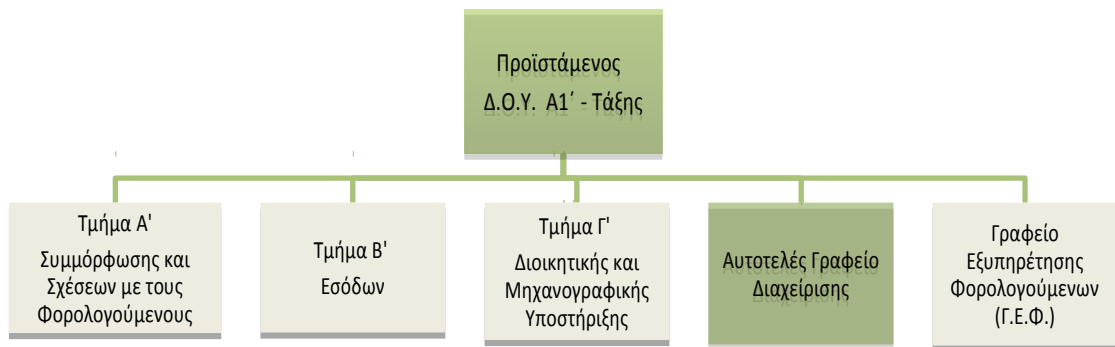 Προϊστάμενος
Δ.Ο.Υ. Α1΄ - Τάξης
Τμήμα Α'
Συμμόρφωσης και
Σχέσεων με τους
Φορολογούμενους
Τμήμα Β'
Εσόδων
Τμήμα Γ'
Διοικητικής και
Μηχανογραφικής
Υποστήριξης
Αυτοτελές Γραφείο
Διαχείρισης
Γραφείο
Εξυπηρέτησης
Φορολογούμενων
(Γ.Ε.Φ.)